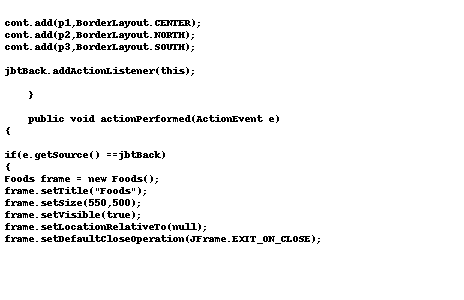 cont.add(p1,BorderLayout.CENTER);
cont.add(p2,BorderLayout.NORTH);
cont.add(p3,BorderLayout.SOUTH);
jbtBack.addActionListener(this);
}
public void actionPerformed(ActionEvent e)
{
if(e.getSource() ==jbtBack)
{
Foods frame = new Foods();
frame.setTitle("Foods");
frame.setSize(550,500);
frame.setVisible(true);
frame.setLocationRelativeTo(null);
frame.setDefaultCloseOperation(JFrame.EXIT_ON_CLOSE);